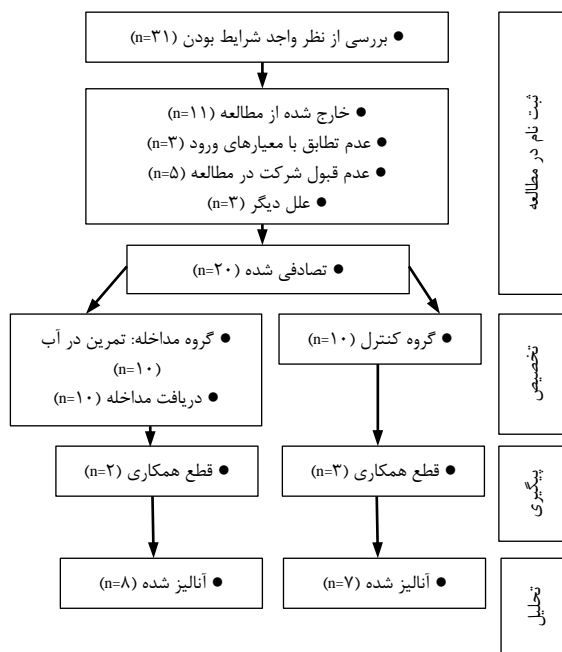 ● بررسی از نظر واجد شرایط بودن (n=۳۱)
● خارج شده از مطالعه (n=۱۱)
● عدم تطابق با معیارهای ورود (n=۳)
● عدم قبول شرکت در مطالعه (n=۵)
● علل دیگر (n=۳)
● تصادفی شده (n=۲۰)
ثبت نام در مطالعه
● گروه کنترل (n=۱۰)
● گروه مداخله: تمرین در آب
(n=۱۰)
● دریافت مداخله (n=۱۰)
تخصیص
● قطع همکاری (n=۳)
● قطع همکاری (n=۲)
پیگیری
● آنالیز شده (n=۷)
● آنالیز شده (n=۸)
تحلیل